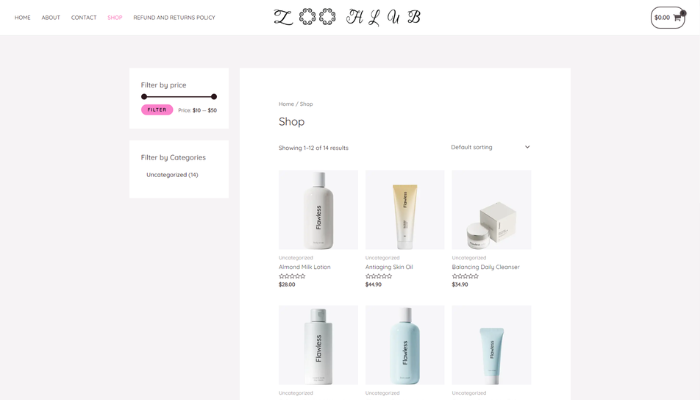 HOME ABOUT CONTACT SHOP REFUND AND RETURNS POLICY
ZOO HLUB
$0.00
Filter by price
FILTER Price: $10 — $50
Filter by Categories
Uncategorized (14)
Home / Shop
Shop
Showing 1–12 of 14 results
Default sorting
Flawless
Flawless
Uncategorized
Almond Milk Lotion
$28.00
Uncategorized
Antiaging Skin Oil
$44.90
Uncategorized
Balancing Daily Cleanser
$34.90
Flawless
Flawless
Flawless
Uncategorized
Uncategorized
Uncategorized